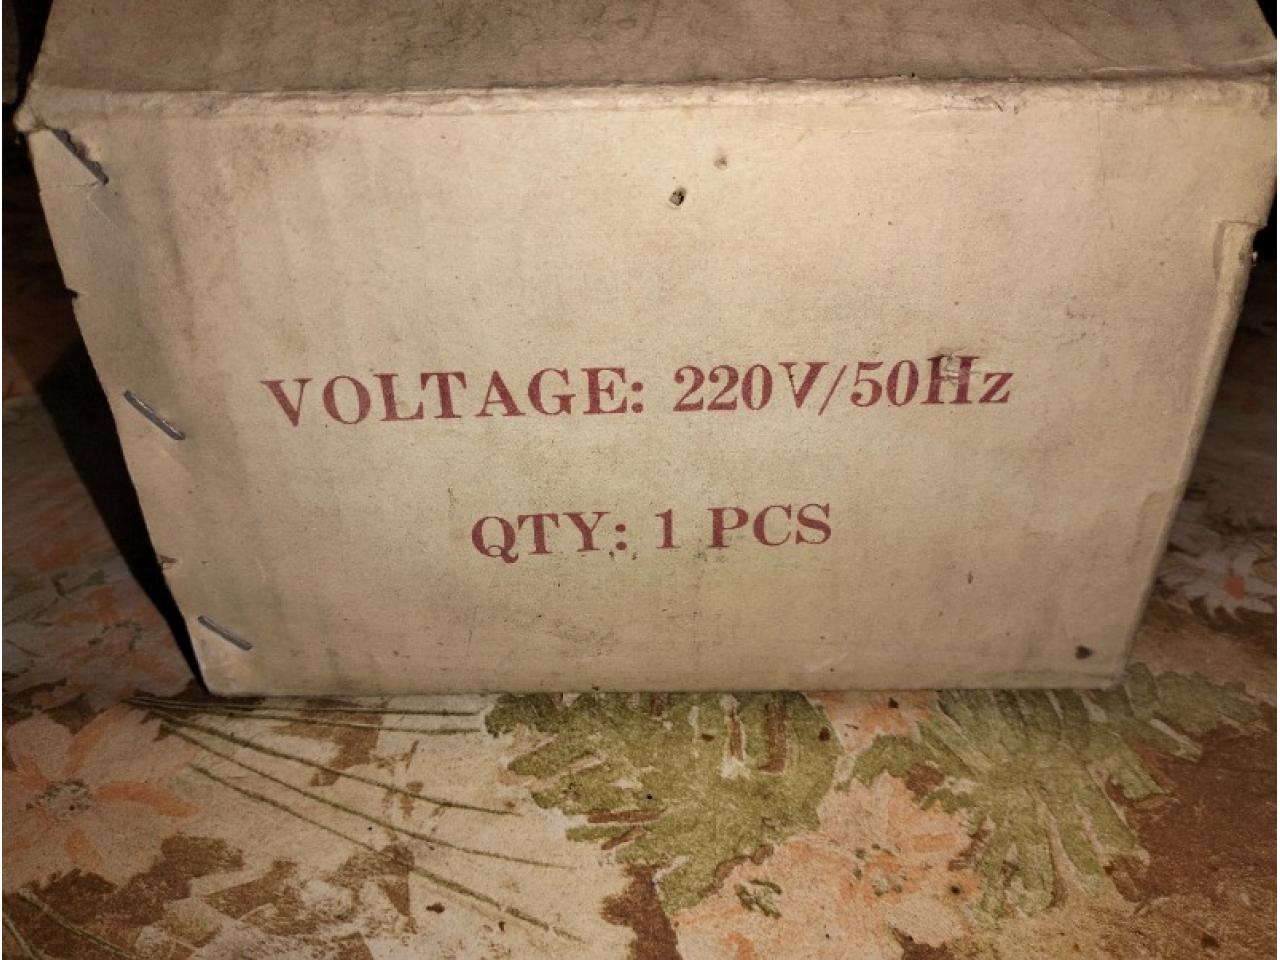 VOLTAGE: 220V/50Hz
QTY: 1 PCS